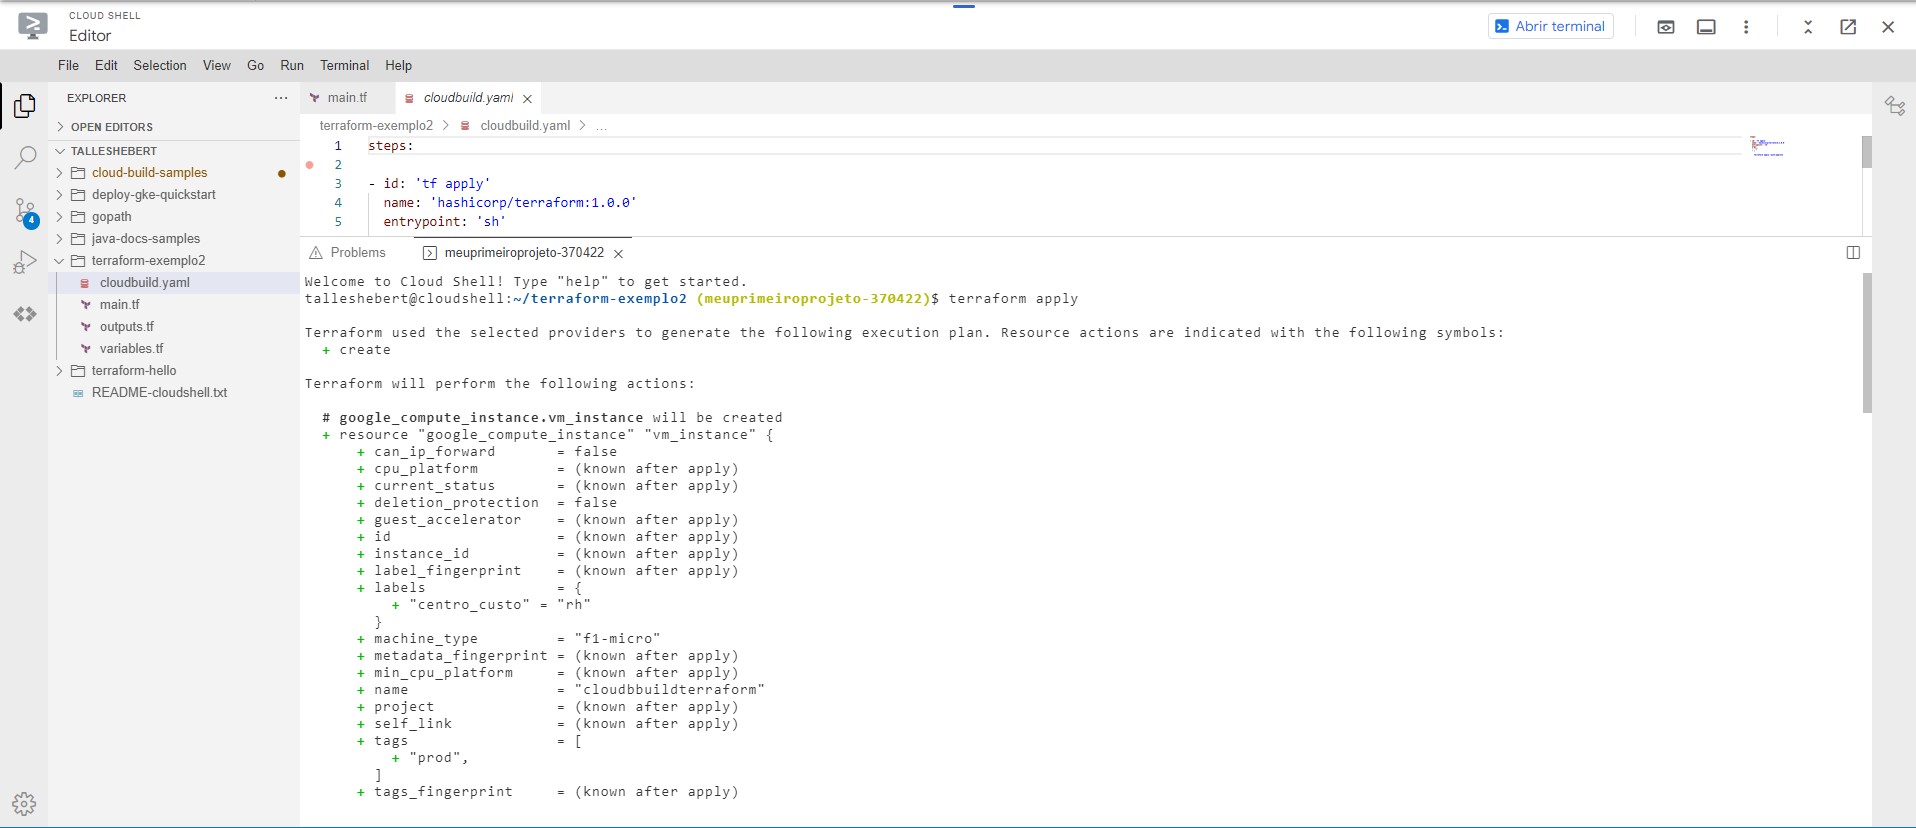 CLOUD SHELL
Editor
Abrir terminal
File Edit Selection View Go Run Terminal Help
EXPLORER
OPEN EDITORS
TALLESHEBERT
cloud-build-samples
deploy-gke-quickstart
gopath
java-docs-samples
terraform-exemplo2
cloudbuild.yaml
main.tf
outputs.tf
variables.tf
terraform-hello
README-cloudshell.txt
4
main.tf cloudbuild.yaml
terraform-exemplo2 > cloudbuild.yaml > ...
1 steps:
2
3 - id: 'tf apply'
4 name: 'hashicorp/terraform:1.0.0'
5 entrypoint: 'sh'
Problems meuprimeiroprojeto-370422
Welcome to Cloud Shell! Type "help" to get started.
talleshebert@cloudshell:~/terraform-exemplo2 (meuprimeiroprojeto-370422)$ terraform apply
Terraform used the selected providers to generate the following execution plan. Resource actions are indicated with the following symbols:
+ create
Terraform will perform the following actions:
# google_compute_instance.vm_instance will be created
+ resource "google_compute_instance" "vm_instance" {
+ can_ip_forward = false
+ cpu_platform = (known after apply)
+ current_status = (known after apply)
+ deletion_protection = false
+ guest_accelerator = (known after apply)
+ id = (known after apply)
+ instance_id = (known after apply)
+ label_fingerprint = (known after apply)
+ labels = {
+ "centro_custo" = "rh"
}
+ machine_type = "f1-micro"
+ metadata_fingerprint = (known after apply)
+ min_cpu_platform = (known after apply)
+ name = "cloudbbuildterraform"
+ project = (known after apply)
+ self_link = (known after apply)
+ tags = [
+ "prod",
]
+ tags_fingerprint = (known after apply)